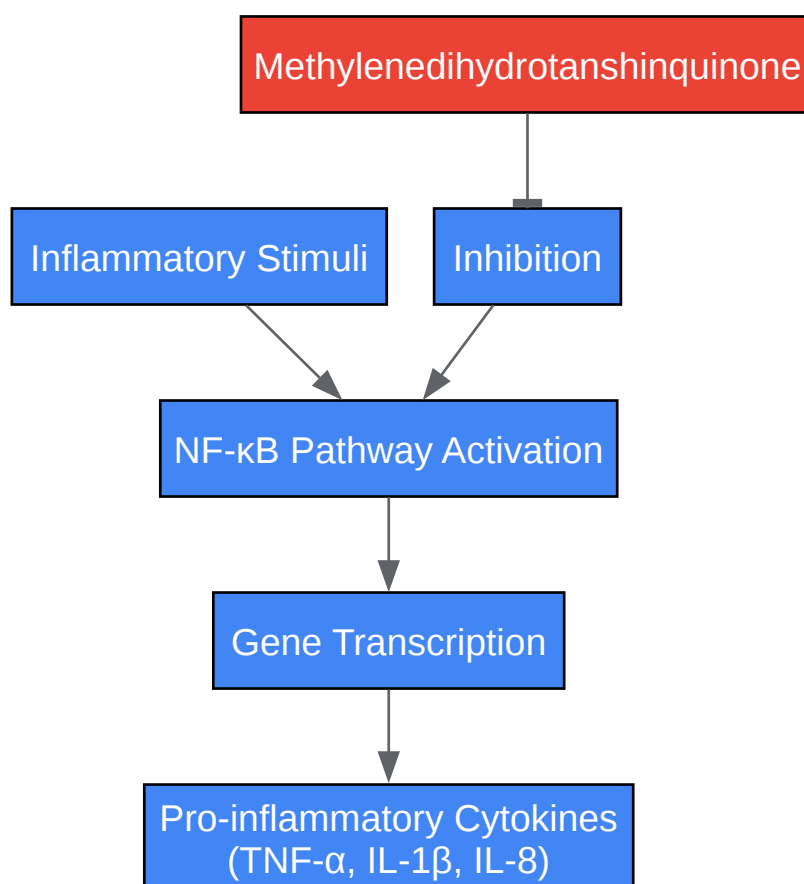 Methylenedihydrotanshinquinone
Inflammatory Stimuli
Inhibition
NF-κB Pathway Activation
Gene Transcription
Pro-inflammatory Cytokines
(TNF-α, IL-1β, IL-8)